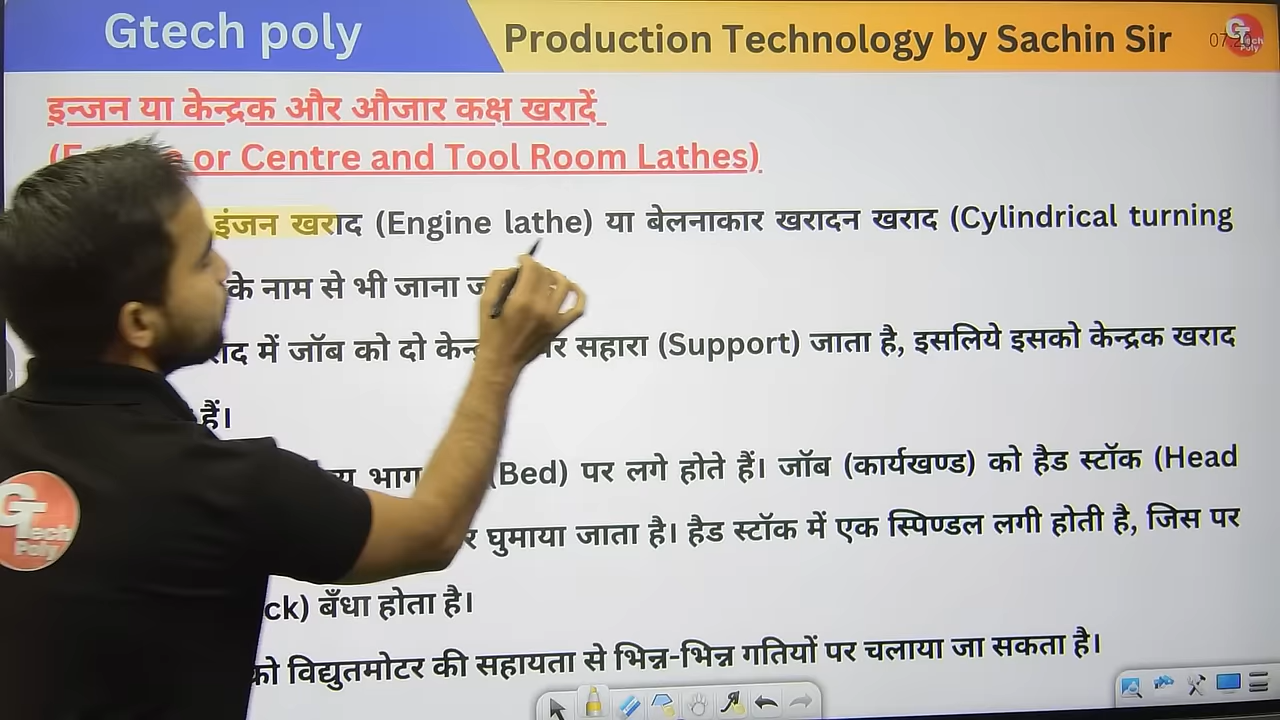 Gtech poly
Production Technology by Sachin Sir
इन्जन या केन्द्रक और औजार कक्ष खरादें
or Centre and Tool Room Lathes)
इंजन खराद (Engine lathe) या बेलनाकार खरादन खराद (Cylindrical turning
के नाम से भी जाना
में जॉब को दो सहारा (Support) जाता है, इसलिये इसको केन्द्रक खराद
हैं।
भाग (Bed) पर लगे होते हैं। जॉब (कार्यखण्ड) को हैड स्टॉक (Head
घुमाया जाता है। हैड स्टॉक में एक स्पिण्डल लगी होती है, जिस पर
ck) बँधा होता है।
को विद्युतमोटर की सहायता से भिन्न-भिन्न गतियों पर चलाया जा सकता है।
GTech Poly